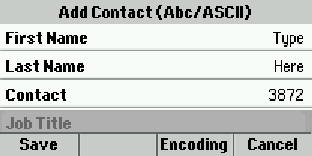 Add Contact (Abc/ASCII)
First Name Type
Last Name Here
Contact 3872
Job Title
Save Encoding Cancel